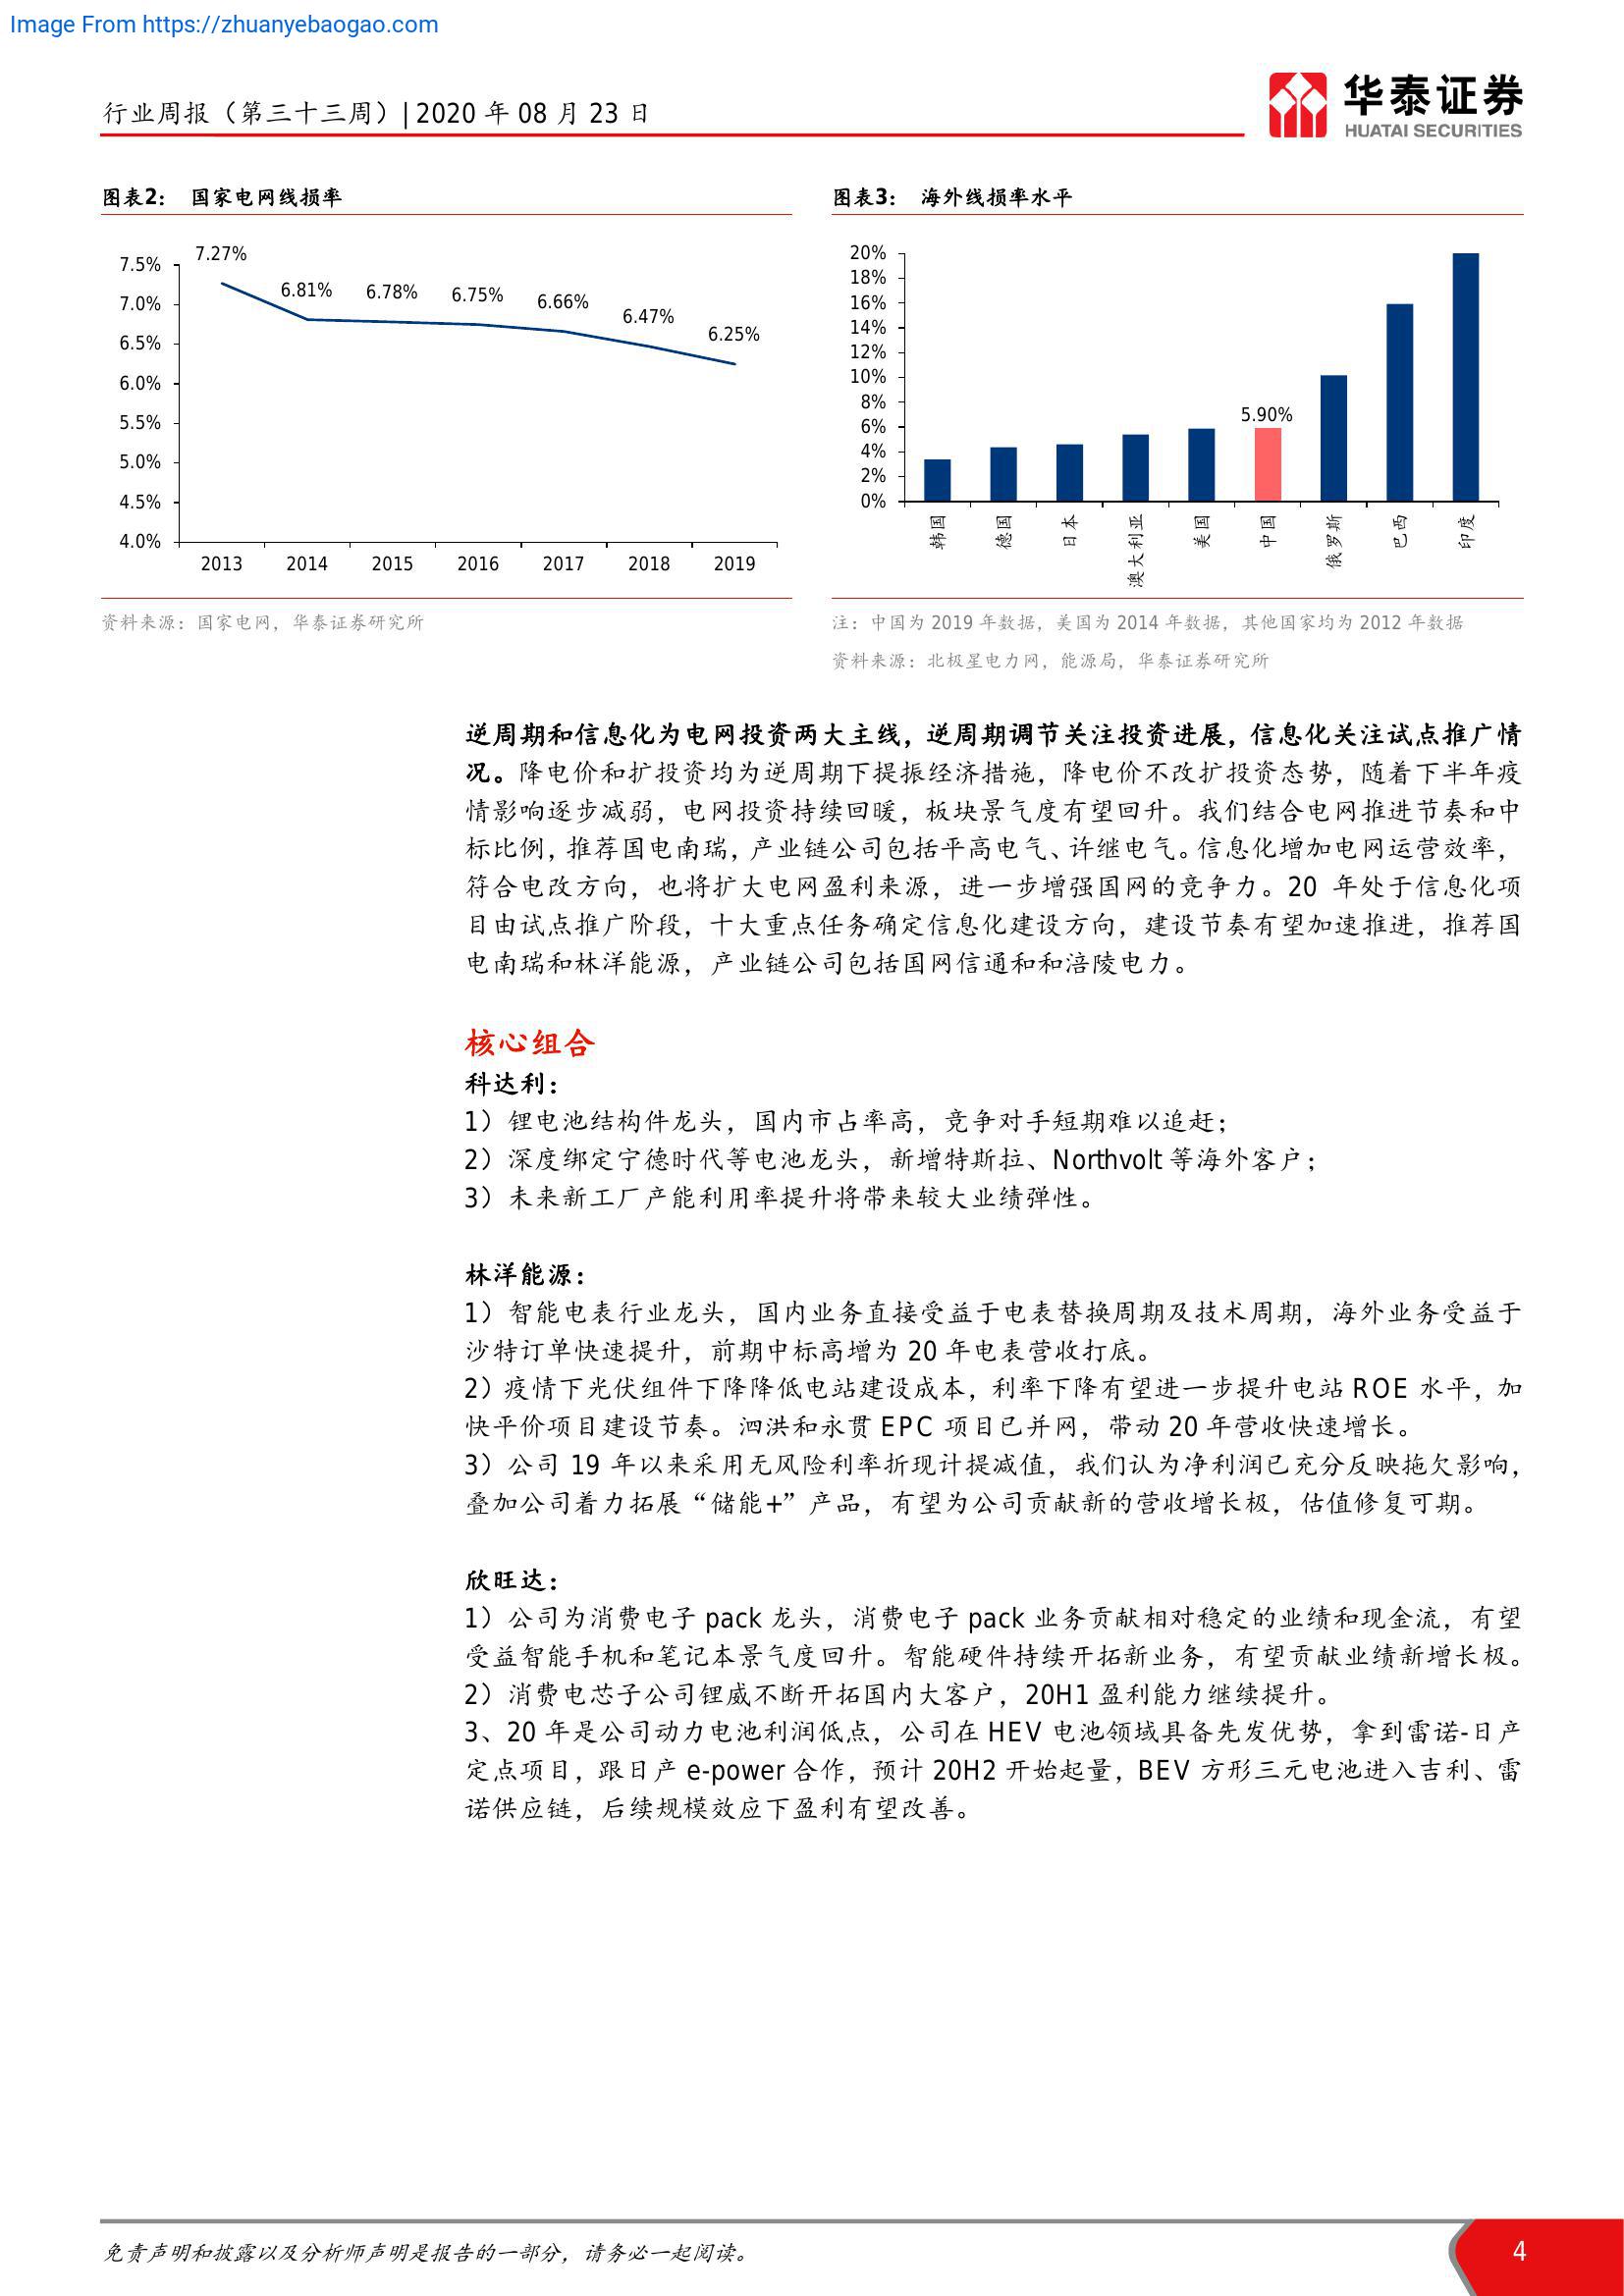 Image From https://zhuanyebaogao.com
行业周报（第三十三周）| 2020 年 08 月 23 日
华泰证券
HUATAI SECURITIES
图表2： 国家电网线损率
7.5%
7.0%
6.5%
6.0%
5.5%
5.0%
4.5%
4.0%
7.27%
6.81%
6.78%
6.75%
6.66%
6.47%
6.25%
2013 2014 2015 2016 2017 2018 2019
资料来源：国家电网，华泰证券研究所
图表3： 海外线损率水平
20%
18%
16%
14%
12%
10%
8%
6%
4%
2%
0%
5.90%
韩国
德国
日本
澳大利亚
美国
中国
俄罗斯
巴西
印度
注：中国为 2019 年数据，美国为 2014 年数据，其他国家均为 2012 年数据
资料来源：北极星电力网，能源局，华泰证券研究所
逆周期和信息化为电网投资两大主线，逆周期调节关注投资进展，信息化关注试点推广情
况。降电价和扩投资均为逆周期下提振经济措施，降电价不改扩投资态势，随着下半年疫
情影响逐步减弱，电网投资持续回暖，板块景气度有望回升。我们结合电网推进节奏和中
标比例，推荐国电南瑞，产业链公司包括平高电气、许继电气。信息化增加电网运营效率，
符合电改方向，也将扩大电网盈利来源，进一步增强国网的竞争力。20 年处于信息化项
目由试点推广阶段，十大重点任务确定信息化建设方向，建设节奏有望加速推进，推荐国
电南瑞和林洋能源，产业链公司包括国网信通和和涪陵电力。
核心组合
科达利：
1）锂电池结构件龙头，国内市占率高，竞争对手短期难以追赶；
2）深度绑定宁德时代等电池龙头，新增特斯拉、Northvolt 等海外客户；
3）未来新工厂产能利用率提升将带来较大业绩弹性。
林洋能源：
1）智能电表行业龙头，国内业务直接受益于电表替换周期及技术周期，海外业务受益于
沙特订单快速提升，前期中标高增为 20 年电表营收打底。
2）疫情下光伏组件下降降低电站建设成本，利率下降有望进一步提升电站 ROE 水平，加
快平价项目建设节奏。泗洪和永贯 EPC 项目已并网，带动 20 年营收快速增长。
3）公司 19 年以来采用无风险利率折现计提减值，我们认为净利润已充分反映拖欠影响，
叠加公司着力拓展“储能+”产品，有望为公司贡献新的营收增长极，估值修复可期。
欣旺达：
1）公司为消费电子 pack 龙头，消费电子 pack 业务贡献相对稳定的业绩和现金流，有望
受益智能手机和笔记本景气度回升。智能硬件持续开拓新业务，有望贡献业绩新增长极。
2）消费电芯子公司锂威不断开拓国内大客户，20H1 盈利能力继续提升。
3、20 年是公司动力电池利润低点，公司在 HEV 电池领域具备先发优势，拿到雷诺-日产
定点项目，跟日产 e-power 合作，预计 20H2 开始起量，BEV 方形三元电池进入吉利、雷
诺供应链，后续规模效应下盈利有望改善。
免责声明和披露以及分析师声明是报告的一部分，请务必一起阅读。
4